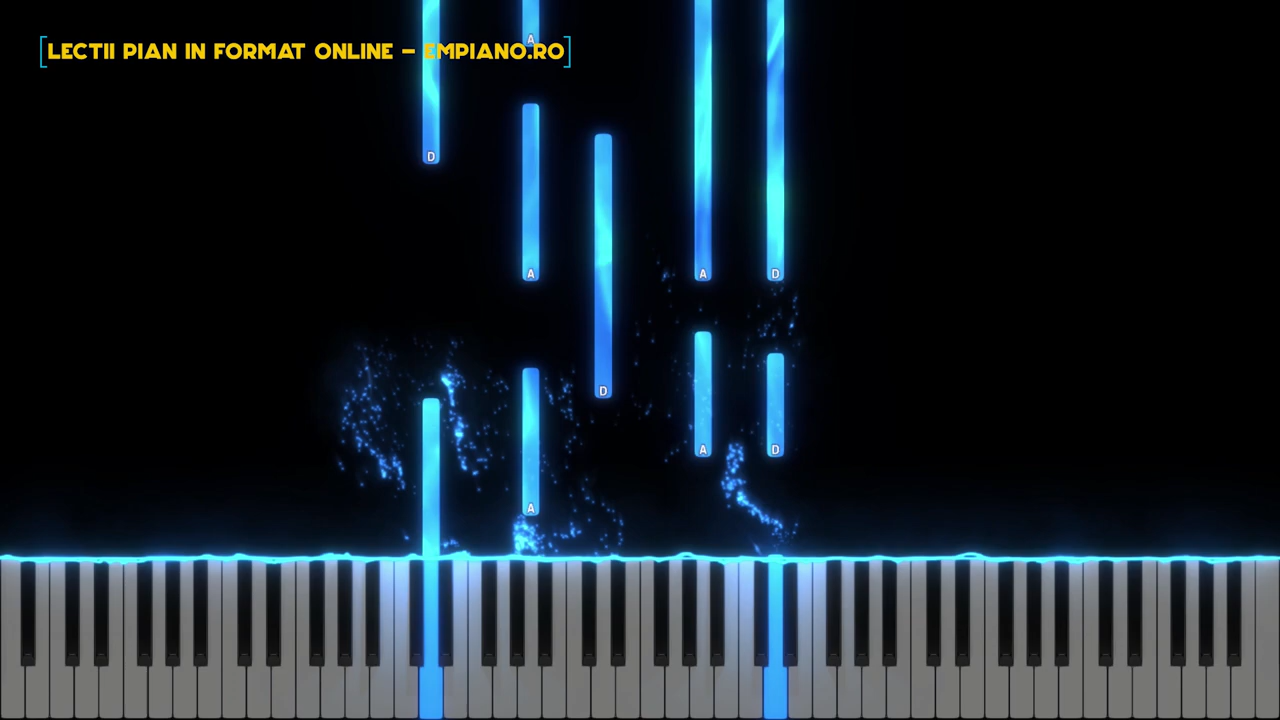 A
[LECTII PIAN IN FORMAT ONLINE – EMPIANO.RO]
D
A A D
D
A D
A